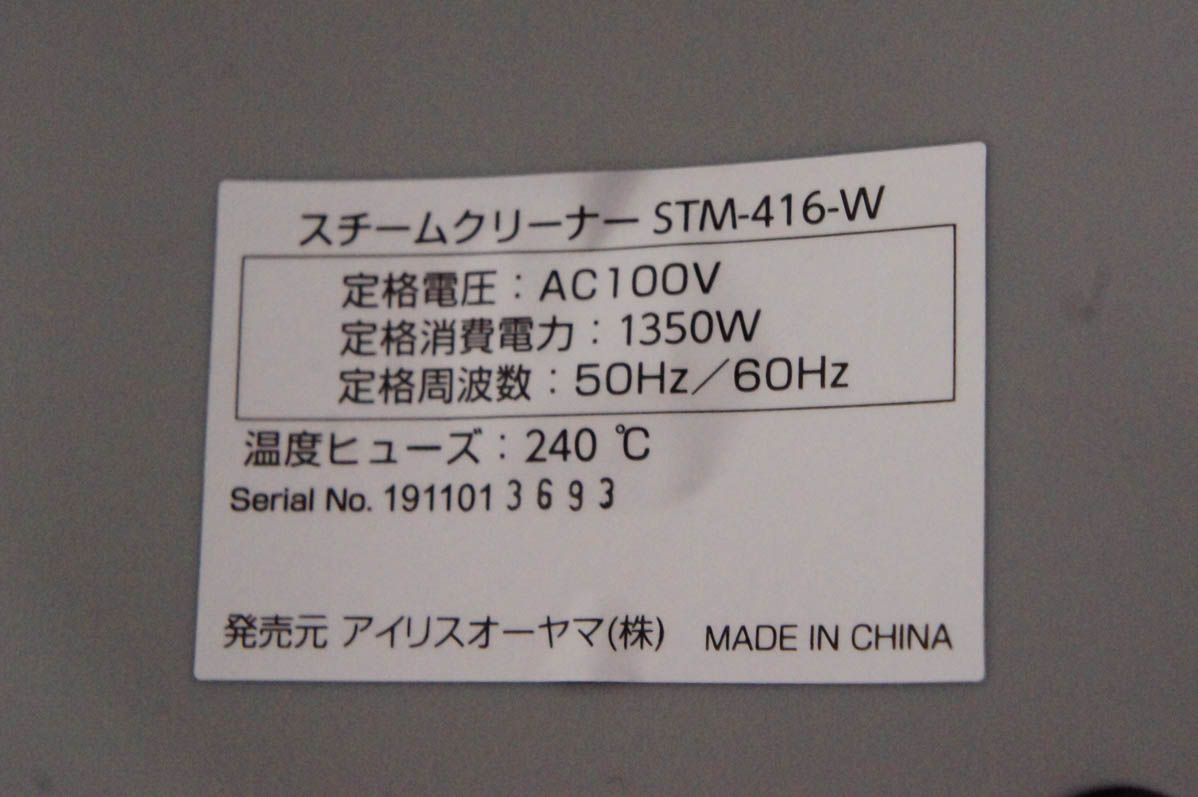 スチームクリーナー STM-416-W
定格電圧：AC100V
定格消費電力：1350W
定格周波数：50Hz／60Hz
温度ヒューズ：240 ℃
Serial No. 191101 3693
発売元 アイリスオーヤマ(株) MADE IN CHINA